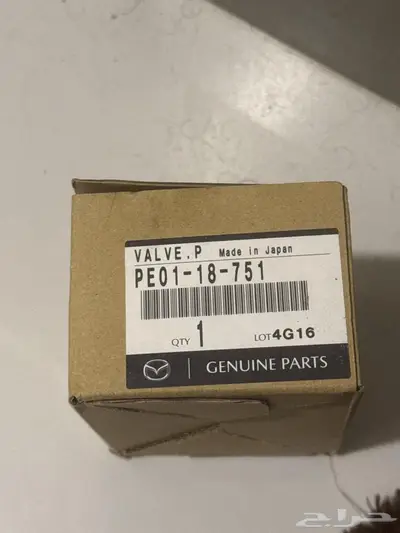 VALVE.P Made in Japan
PE01-18-751
QTY 1 LOT 4G16
GENUINE PARTS
حراج